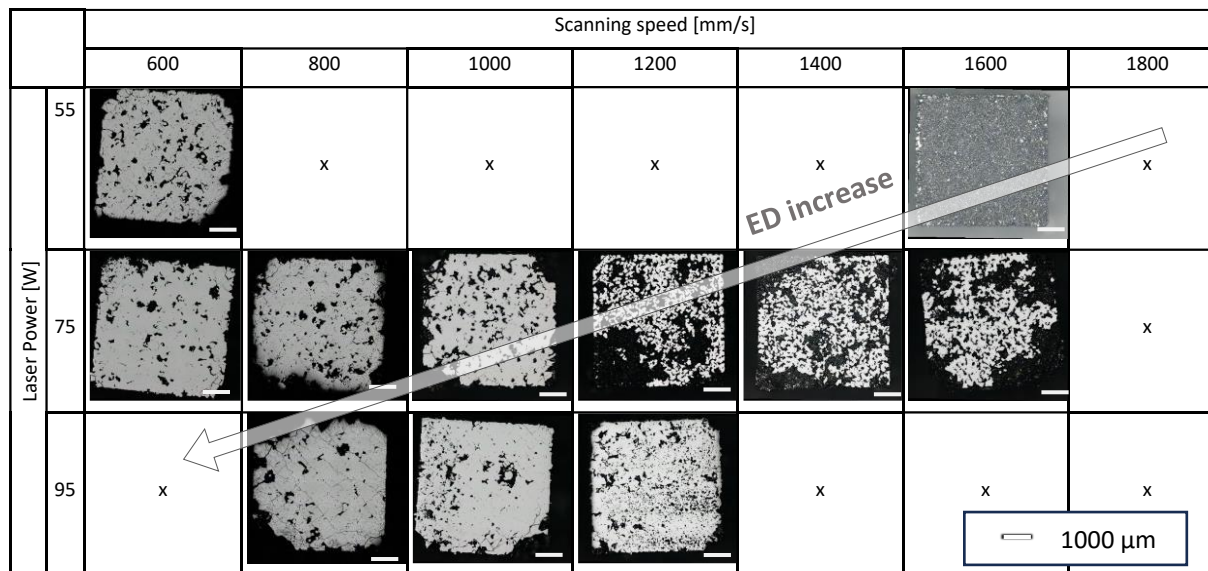 Scanning speed [mm/s]
600 800 1000 1200 1400 1600 1800
Laser Power [W]
55 x x x x x
ED increase
75 x
95 x x x x
1000 µm